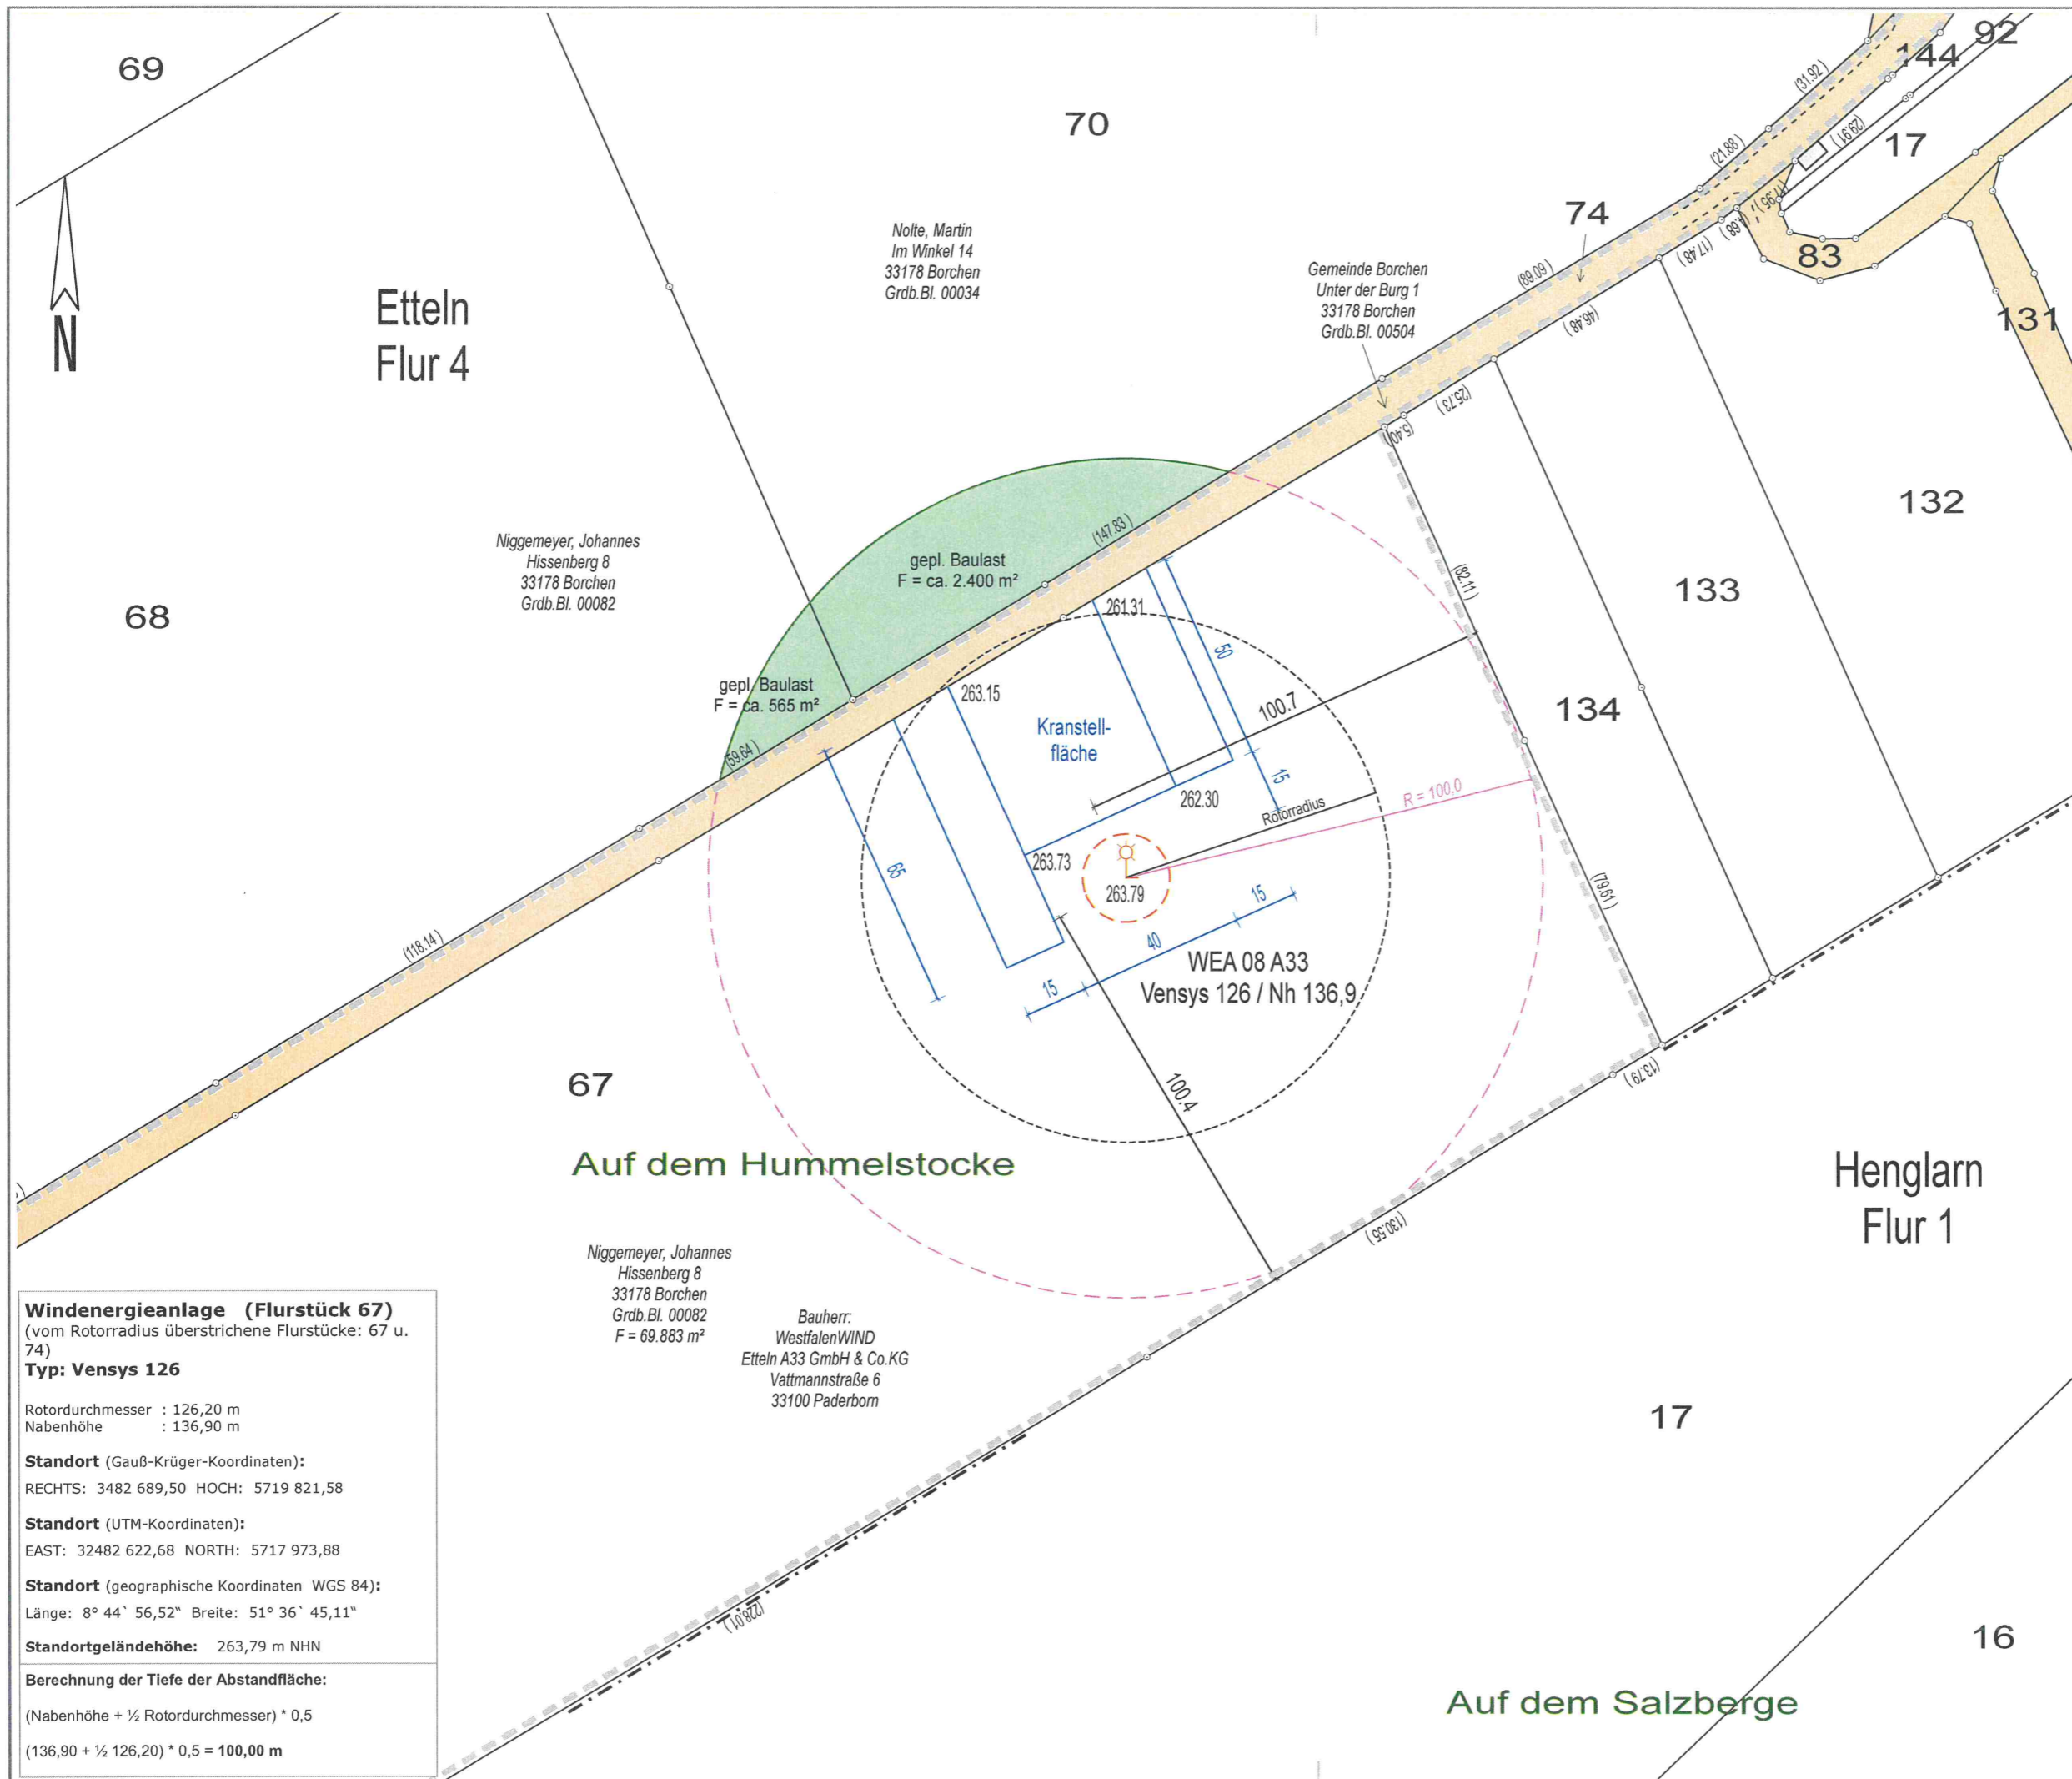 69
70
92
144
(31.92)
(29.91)
17
(21.88)
(17.95)
74
(4.68)
(17.48)
83
131
N
Etteln
Flur 4
Nolte, Martin
Im Winkel 14
33178 Borchen
Grdb.Bl. 00034
Gemeinde Borchen
Unter der Burg 1
33178 Borchen
Grdb.Bl. 00504
(89.09)
(46.48)
(25.73)
(5.40)
132
133
134
68
Niggemeyer, Johannes
Hissenberg 8
33178 Borchen
Grdb.Bl. 00082
gepl. Baulast
F = ca. 2.400 m²
(147.83)
gepl. Baulast
F = ca. 565 m²
(59.64)
261.31
263.15
50
(82.11)
Kranstell-
fläche
100.7
15
262.30
Rotorradius
R = 100,0
65
263.73
263.79
15
40
15
(79.61)
WEA 08 A33
Vensys 126 / Nh 136,9
(118.14)
100.4
(13.79)
67
Auf dem Hummelstocke
Henglarn
Flur 1
(130.55)
Niggemeyer, Johannes
Hissenberg 8
33178 Borchen
Grdb.Bl. 00082
F = 69.883 m²
Bauherr:
WestfalenWIND
Etteln A33 GmbH & Co.KG
Vattmannstraße 6
33100 Paderborn
17
(228.01)
16
Auf dem Salzberge
Windenergieanlage (Flurstück 67)
(vom Rotorradius überstrichene Flurstücke: 67 u.
74)
Typ: Vensys 126
Rotordurchmesser : 126,20 m
Nabenhöhe : 136,90 m
Standort (Gauß-Krüger-Koordinaten):
RECHTS: 3482 689,50 HOCH: 5719 821,58
Standort (UTM-Koordinaten):
EAST: 32482 622,68 NORTH: 5717 973,88
Standort (geographische Koordinaten WGS 84):
Länge: 8° 44` 56,52" Breite: 51° 36` 45,11"
Standortgeländehöhe: 263,79 m NHN
Berechnung der Tiefe der Abstandfläche:
(Nabenhöhe + ½ Rotordurchmesser) * 0,5
(136,90 + ½ 126,20) * 0,5 = 100,00 m